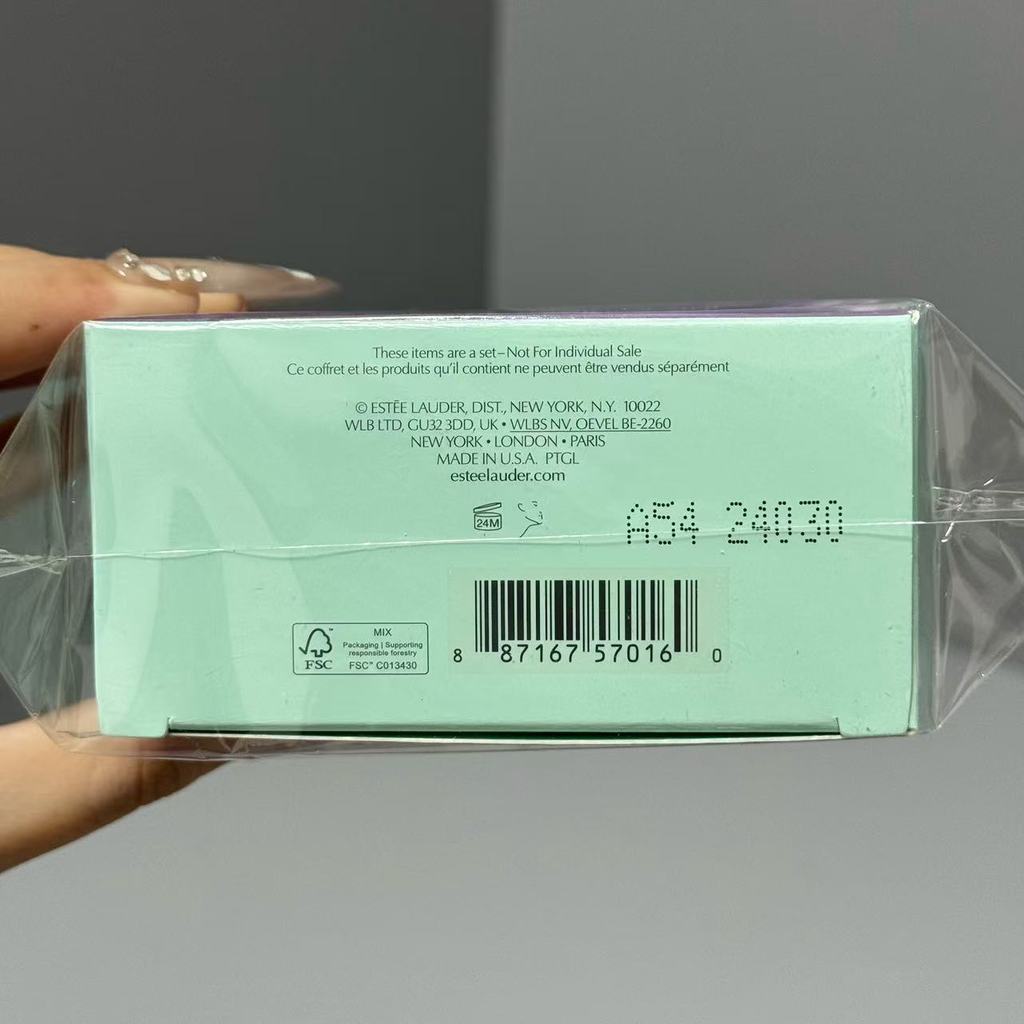 These items are a set–Not For Individual Sale
Ce coffret et les produits qu'il contient ne peuvent être vendus séparément
© ESTĒE LAUDER, DIST., NEW YORK, N.Y. 10022
WLB LTD, GU32 3DD, UK • WLBS NV, OEVEL BE-2260
NEW YORK • LONDON • PARIS
MADE IN U.S.A. PTGL
esteelauder.com
24M
A54 24030
MIX
Packaging | Supporting
responsible forestry
FSC
FSC™ C013430
8 87167 57016 0